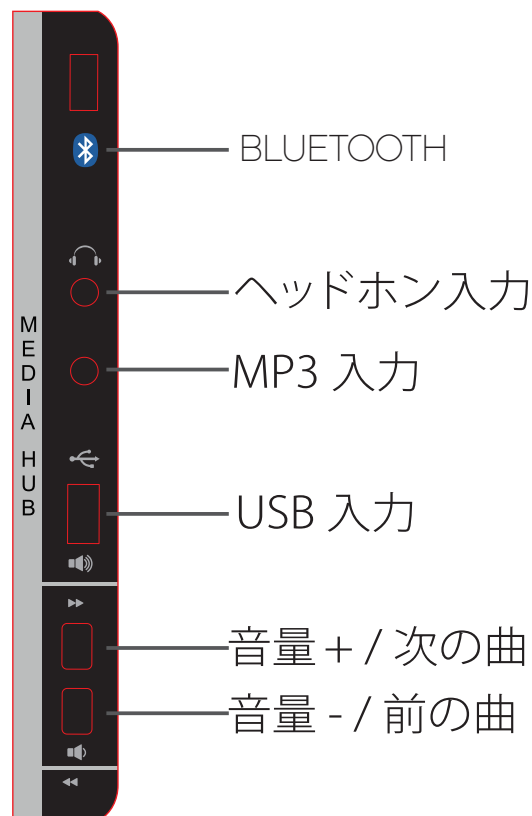 BLUETOOTH
ヘッドホン入力
MP3 入力
MEDIA HUB
USB 入力
音量 + / 次の曲
音量 - / 前の曲